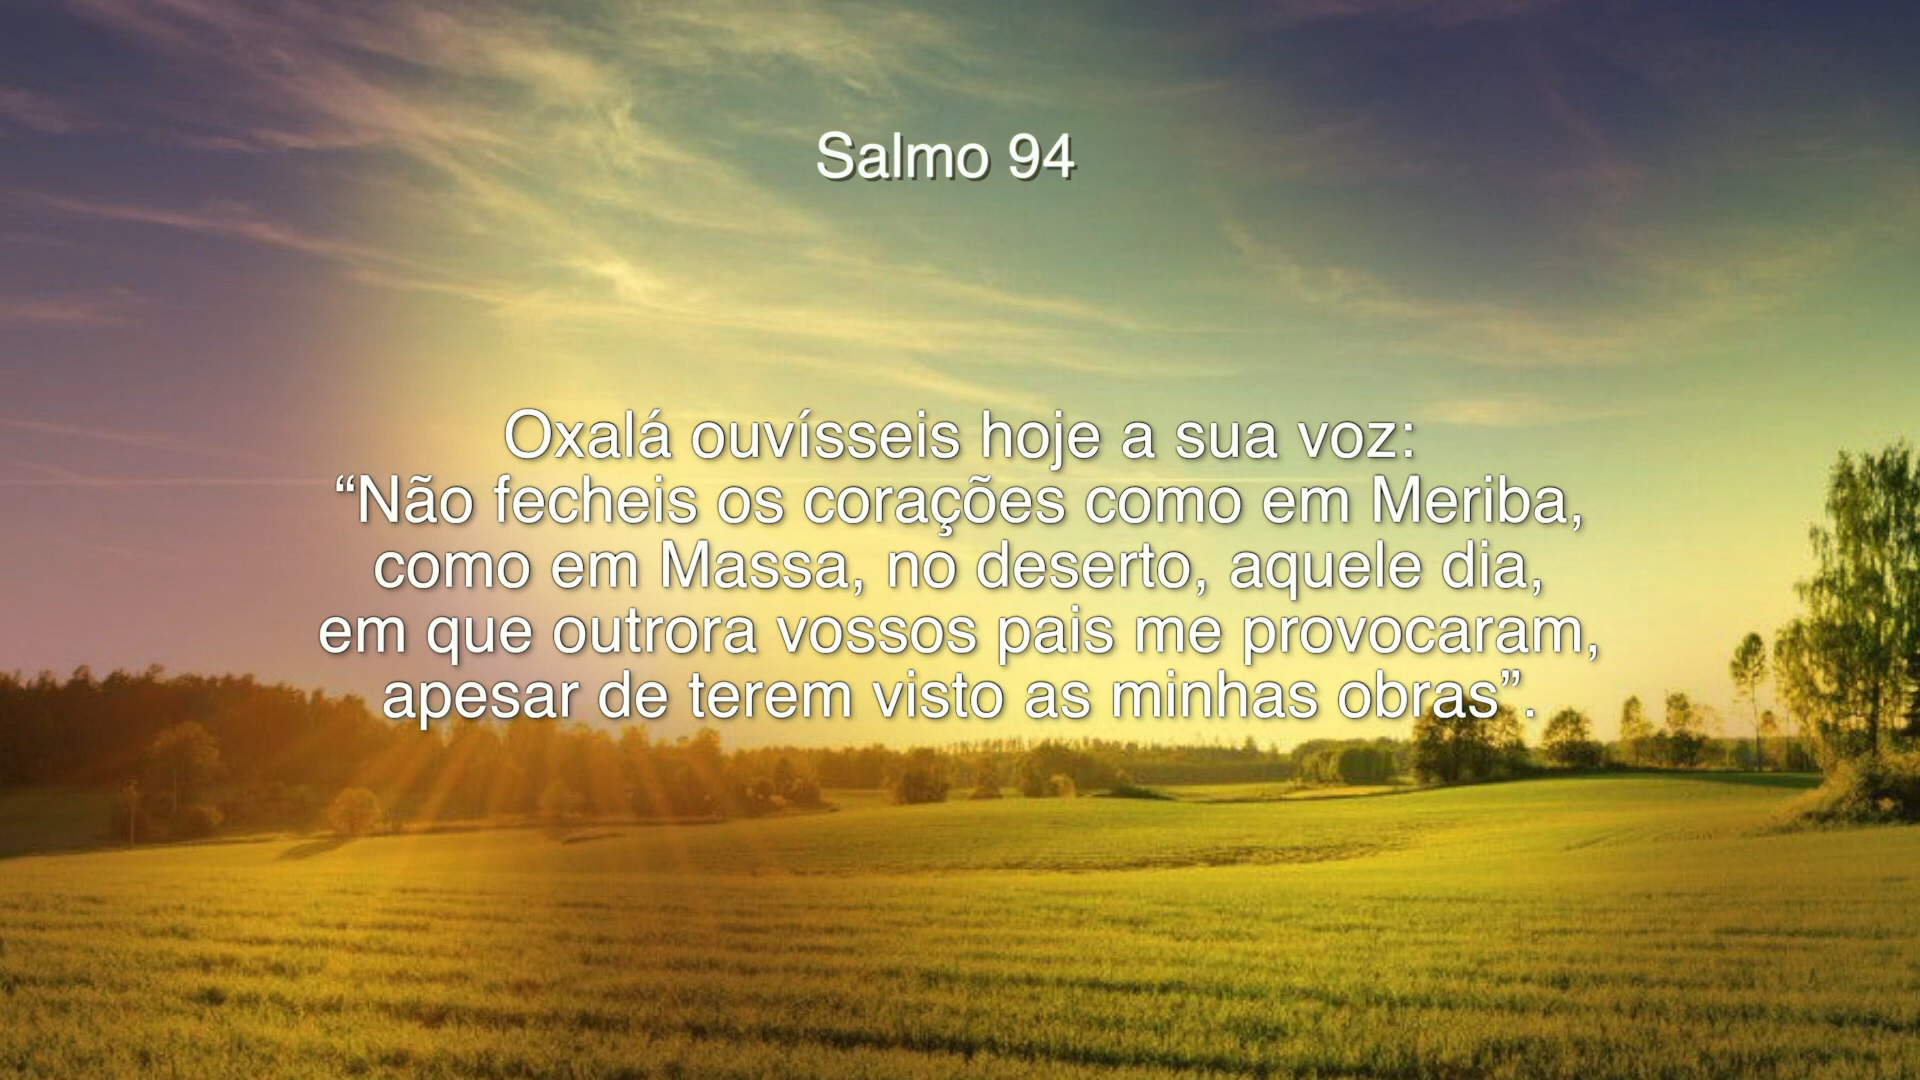 Salmo 94
Oxalá ouvísseis hoje a sua voz:
“Não fecheis os corações como em Meriba,
como em Massa, no deserto, aquele dia,
em que outrora vossos pais me provocaram,
apesar de terem visto as minhas obras”.